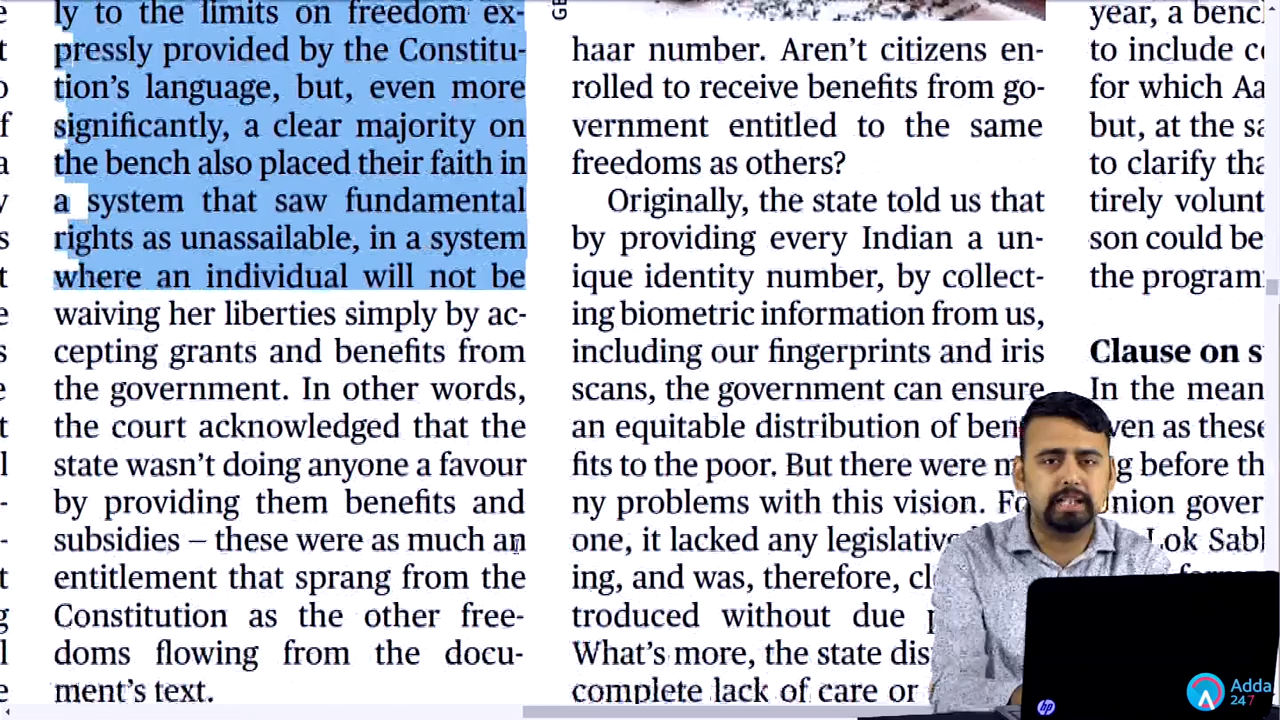 ly to the limits on freedom ex-
pressly provided by the Constitu-
tion's language, but, even more
significantly, a clear majority on
the bench also placed their faith in
a system that saw fundamental
rights as unassailable, in a system
where an individual will not be
waiving her liberties simply by ac-
cepting grants and benefits from
the government. In other words,
the court acknowledged that the
state wasn't doing anyone a favour
by providing them benefits and
subsidies – these were as much an
entitlement that sprang from the
Constitution as the other free-
doms flowing from the docu-
ment's text.
haar number. Aren't citizens en-
rolled to receive benefits from go-
vernment entitled to the same
freedoms as others?
Originally, the state told us that
by providing every Indian a un-
ique identity number, by collect-
ing biometric information from us,
including our fingerprints and iris
scans, the government can ensure
an equitable distribution of
fits to the poor. But there were
ny problems with this vision.
one, it lacked any
ing, and was, therefore,
troduced without due
What's more, the state
complete lack of care or
year, a
to include
for which
but, at the
to clarify
tirely
son could be
the
Clause on
In the
even as these
before
Union
Lok
hp
Adda
247